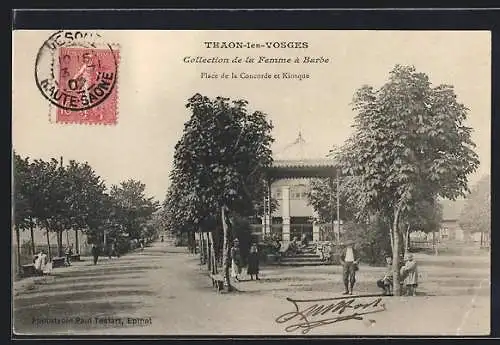 THAON-les-VOSGES
Collection de la Femme à Barbe
Place de la Concorde et Kiosque
HAUTE SAÔNE
Phototypie Paul Testart, Epinal